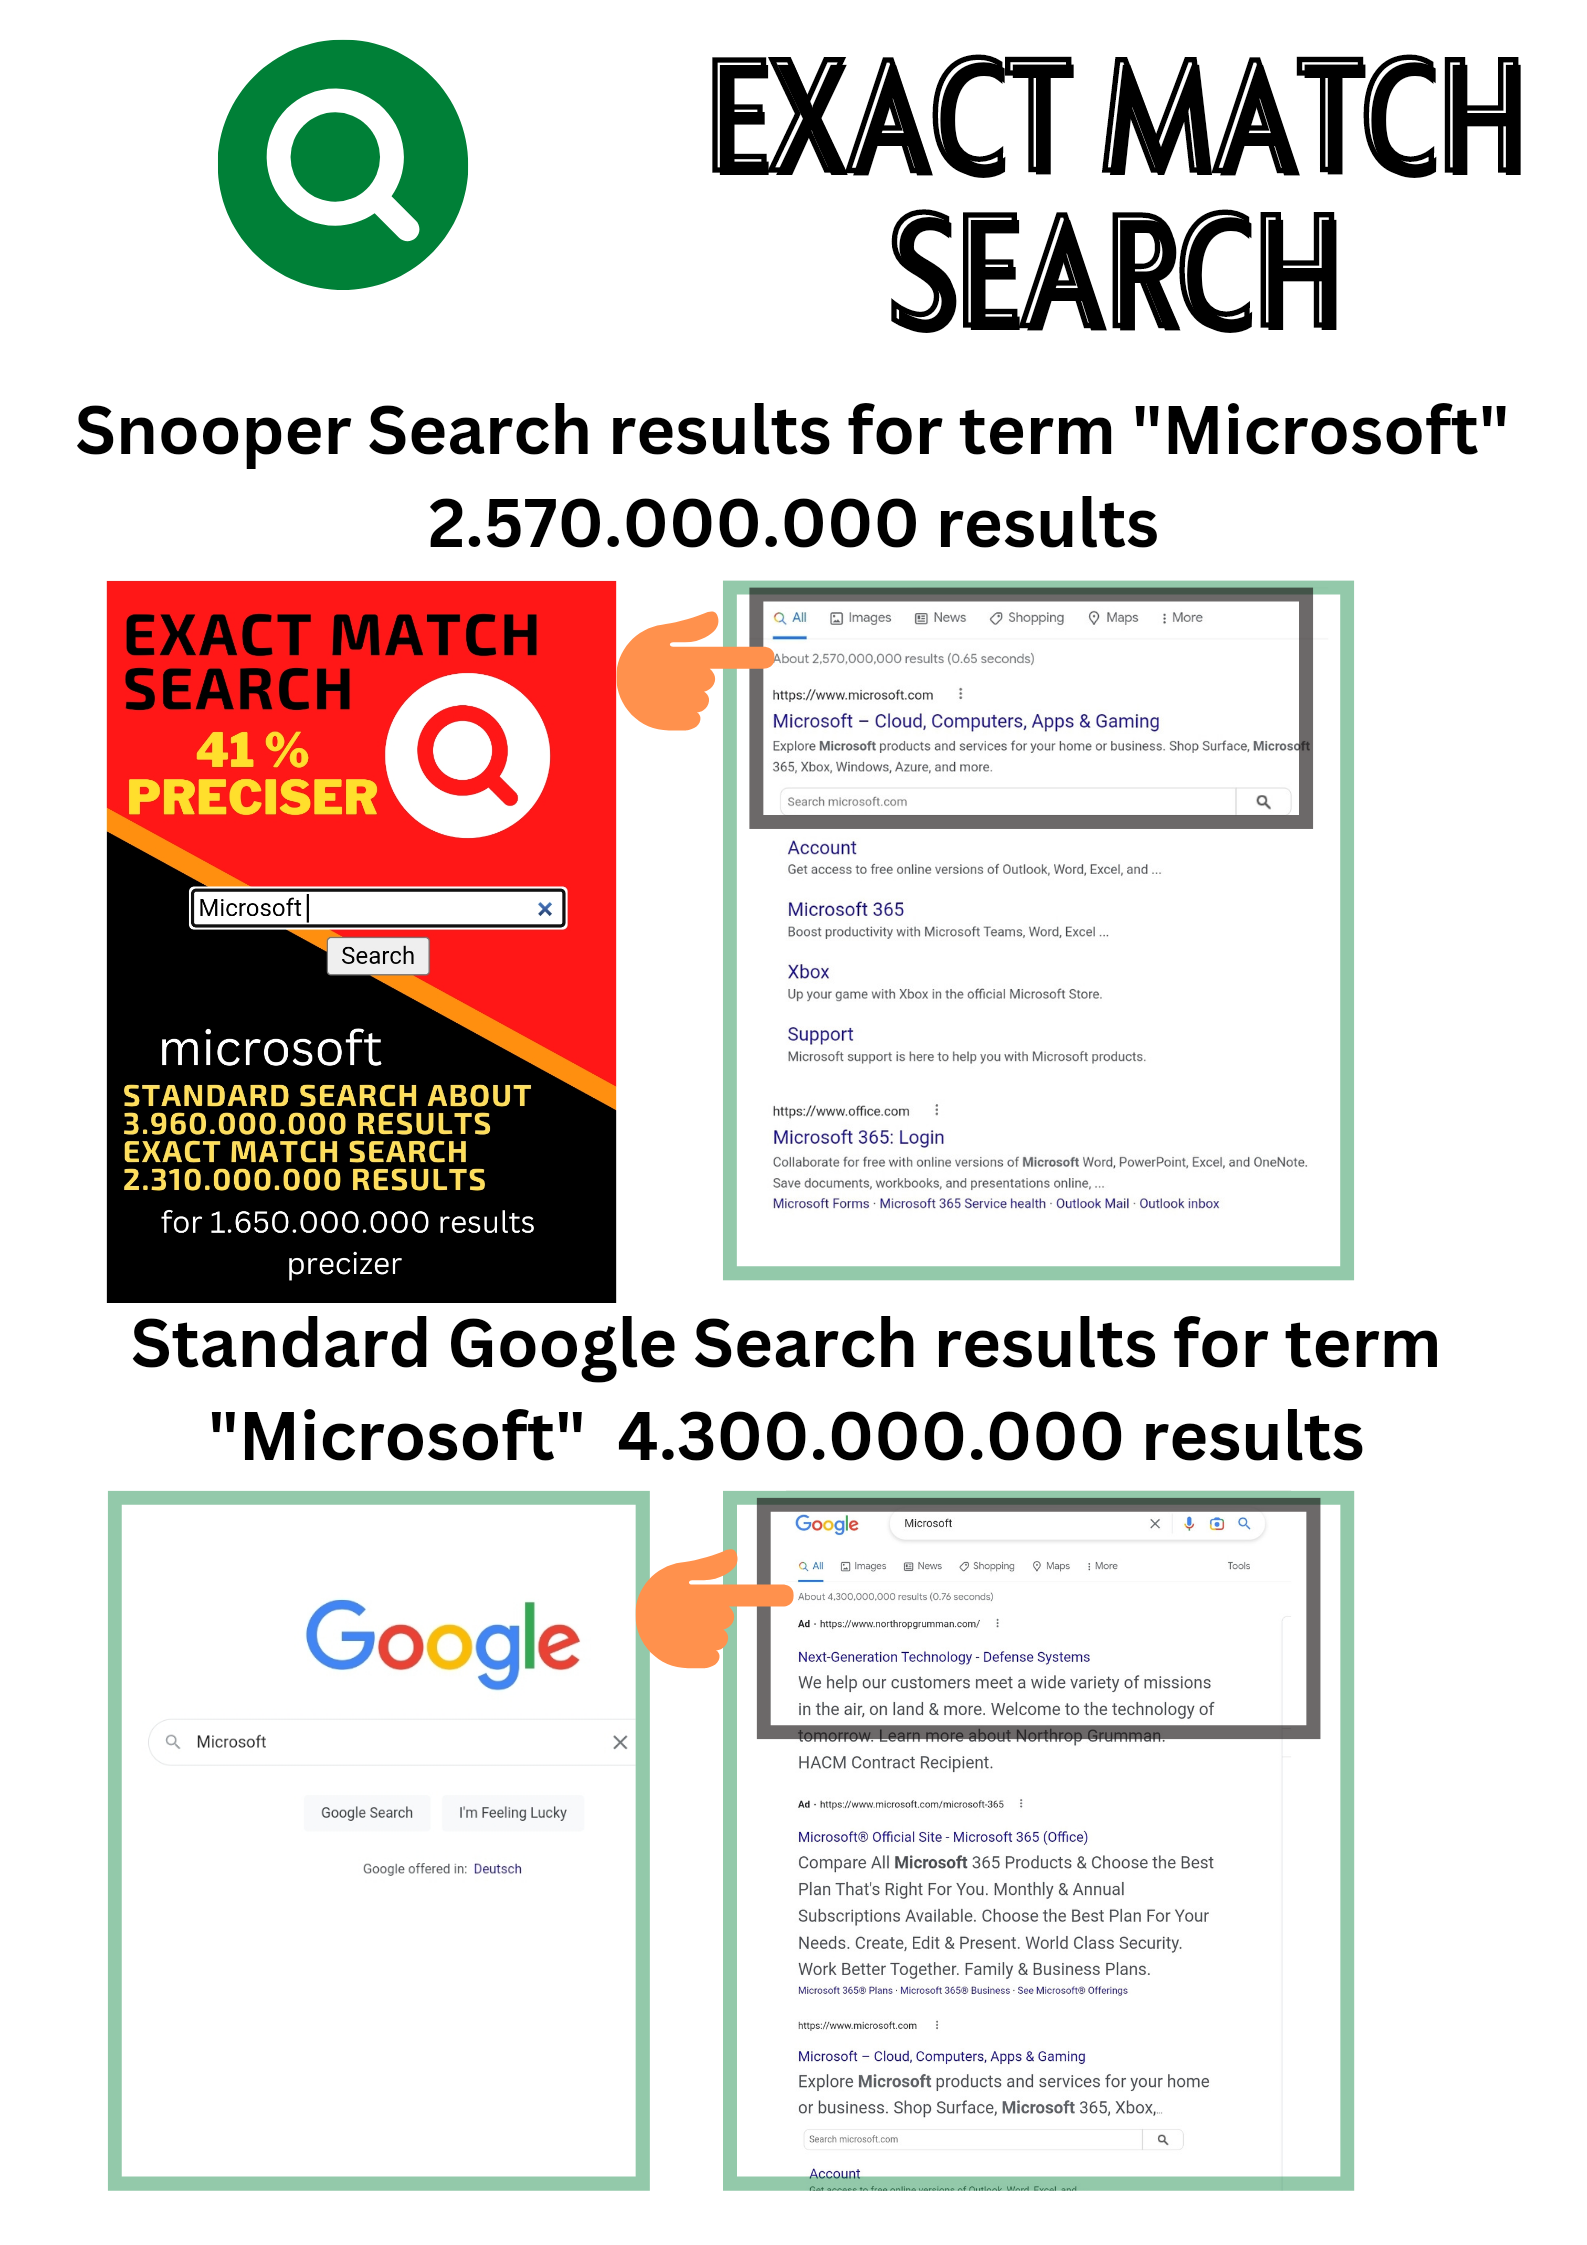 EXACT MATCH
SEARCH
Snooper Search results for term "Microsoft"
2.570.000.000 results
EXACT MATCH
SEARCH
41 %
PRECISER
Microsoft
Search
microsoft
STANDARD SEARCH ABOUT
3.960.000.000 RESULTS
EXACT MATCH SEARCH
2.310.000.000 RESULTS
for 1.650.000.000 results
precizer
All Images News Shopping Maps More
About 2,570,000,000 results (0.65 seconds)
https://www.microsoft.com
Microsoft – Cloud, Computers, Apps & Gaming
Explore Microsoft products and services for your home or business. Shop Surface, Microsoft
365, Xbox, Windows, Azure, and more.
Search microsoft.com
Account
Get access to free online versions of Outlook, Word, Excel, and ...
Microsoft 365
Boost productivity with Microsoft Teams, Word, Excel ...
Xbox
Up your game with Xbox in the official Microsoft Store.
Support
Microsoft support is here to help you with Microsoft products.
https://www.office.com
Microsoft 365: Login
Collaborate for free with online versions of Microsoft Word, PowerPoint, Excel, and OneNote.
Save documents, workbooks, and presentations online, ...
Microsoft Forms · Microsoft 365 Service health · Outlook Mail · Outlook inbox
Standard Google Search results for term
"Microsoft" 4.300.000.000 results
Google
Microsoft
Google Search I'm Feeling Lucky
Google offered in: Deutsch
Google Microsoft
All Images News Shopping Maps More Tools
About 4,300,000,000 results (0.76 seconds)
Ad · https://www.northropgrumman.com/
Next-Generation Technology - Defense Systems
We help our customers meet a wide variety of missions
in the air, on land & more. Welcome to the technology of
tomorrow. Learn more about Northrop Grumman.
HACM Contract Recipient.
Ad · https://www.microsoft.com/microsoft-365
Microsoft® Official Site - Microsoft 365 (Office)
Compare All Microsoft 365 Products & Choose the Best
Plan That's Right For You. Monthly & Annual
Subscriptions Available. Choose the Best Plan For Your
Needs. Create, Edit & Present. World Class Security.
Work Better Together. Family & Business Plans.
Microsoft 365® Plans · Microsoft 365® Business · See Microsoft® Offerings
https://www.microsoft.com
Microsoft – Cloud, Computers, Apps & Gaming
Explore Microsoft products and services for your home
or business. Shop Surface, Microsoft 365, Xbox,...
Search microsoft.com
Account
Get access to free online versions of Outlook, Word, Excel, and